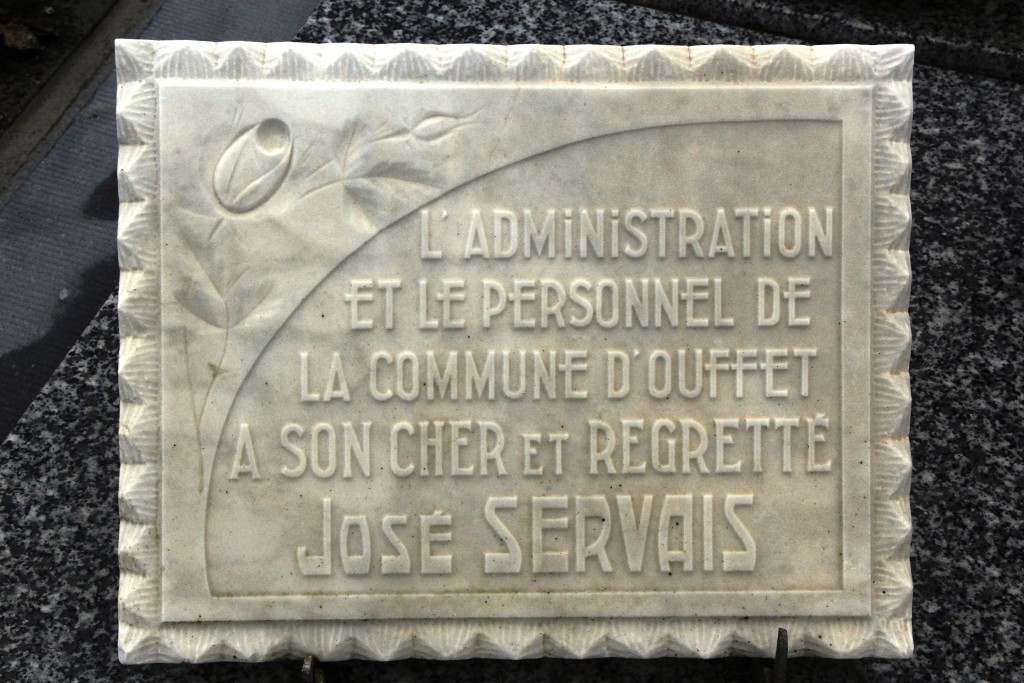 L'ADMINISTRATION
ET LE PERSONNEL DE
LA COMMUNE D'OUFFET
A SON CHER ET REGRETTÉ
JOSÉ SERVAIS